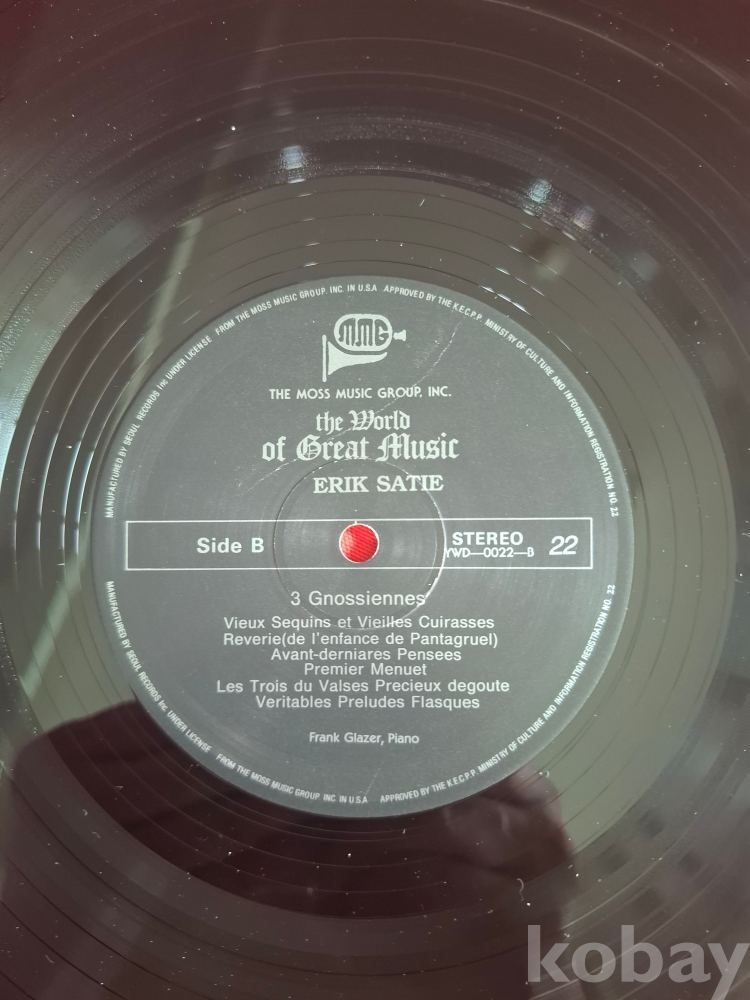 MANUFACTURED BY SEOUL RECORDS Inc UNDER LICENSE FROM THE MOSS MUSIC GROUP. INC. IN U.S.A APPROVED BY THE K.E.C.P.P. MINISTRY OF CULTURE AND INFORMATION REGISTRATION NO. 22
MMG
THE MOSS MUSIC GROUP, INC.
the World
of Great Music
ERIK SATIE
Side B
STEREO
YWD—0022—B
22
3 Gnossiennes
Vieux Sequins et Vieilles Cuirasses
Reverie(de l'enfance de Pantagruel)
Avant-derniares Pensees
Premier Menuet
Les Trois du Valses Precieux degoute
Veritables Preludes Flasques
Frank Glazer, Piano
MANUFACTURED BY SEOUL RECORDS Inc. UNDER LICENSE FROM THE MOSS MUSIC GROUP INC IN U.S.A APPROVED BY THE K.E.C.P.P. MINISTRY OF CULTURE AND INFORMATION REGISTRATION NO. 22
kobay